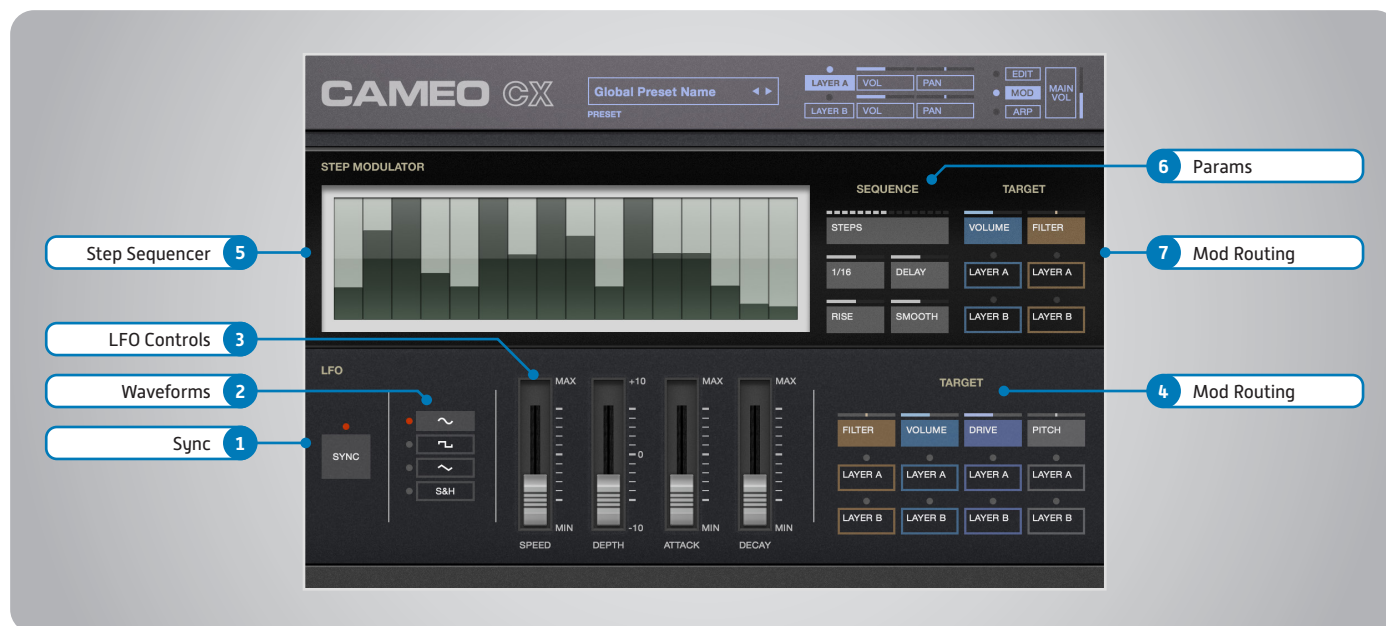 CAMEO CX
Global Preset Name
PRESET
LAYER A VOL PAN
LAYER B VOL PAN
EDIT
MOD
ARP
MAIN VOL
STEP MODULATOR
SEQUENCE
TARGET
6 Params
STEPS
VOLUME FILTER
Step Sequencer 5
7 Mod Routing
1/16 DELAY
LAYER A LAYER A
RISE SMOOTH
LAYER B LAYER B
LFO Controls 3
LFO
Waveforms 2
Sync 1
SYNC
S&H
MAX
+10
MAX
MAX
0
MIN
-10
MIN
MIN
SPEED
DEPTH
ATTACK
DECAY
TARGET
4 Mod Routing
FILTER VOLUME DRIVE PITCH
LAYER A LAYER A LAYER A LAYER A
LAYER B LAYER B LAYER B LAYER B